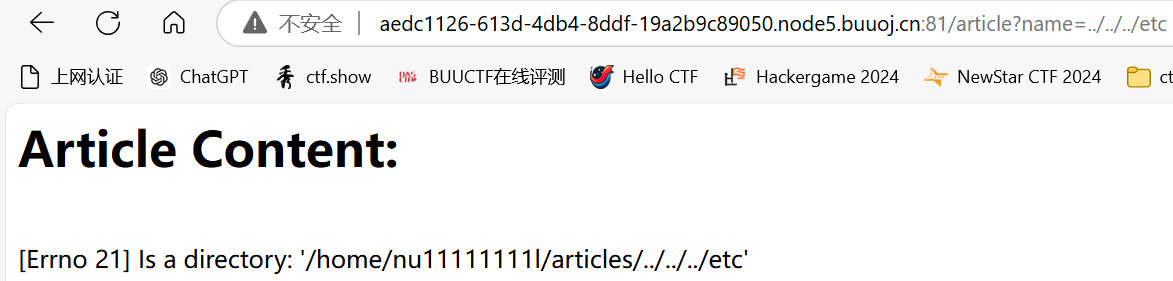 不安全 | aedc1126-613d-4db4-8ddf-19a2b9c89050.node5.buuoj.cn:81/article?name=../../../etc
上网认证 ChatGPT 秀 ctf.show BUUCTF在线评测 Hello CTF Hackergame 2024 NewStar CTF 2024 ct
Article Content:
[Errno 21] Is a directory: '/home/nu11111111l/articles/../../../etc'